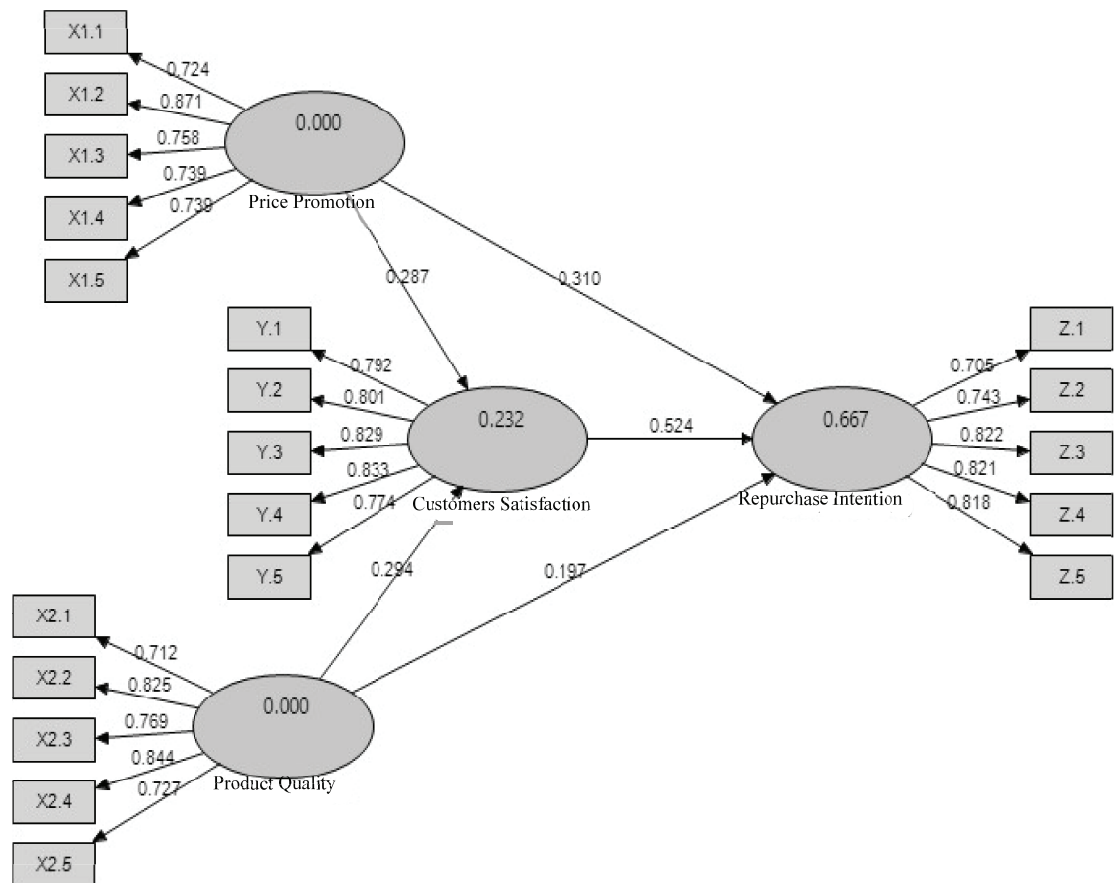 X1.1
0.724
X1.2
0.871
0.000
X1.3
0.758
X1.4
0.739
0.739
Price Promotion
X1.5
0.287
0.310
Y.1
0.792
Y.2
0.801
Y.3
0.829
Y.4
0.833
0.774
Y.5
0.232
Customers Satisfaction
0.524
0.667
Repurchase Intention
Z.1
0.705
Z.2
0.743
0.822
Z.3
0.821
Z.4
0.818
Z.5
0.294
0.197
X2.1
0.712
X2.2
0.825
0.000
X2.3
0.769
0.844
X2.4
0.727
Product Quality
X2.5